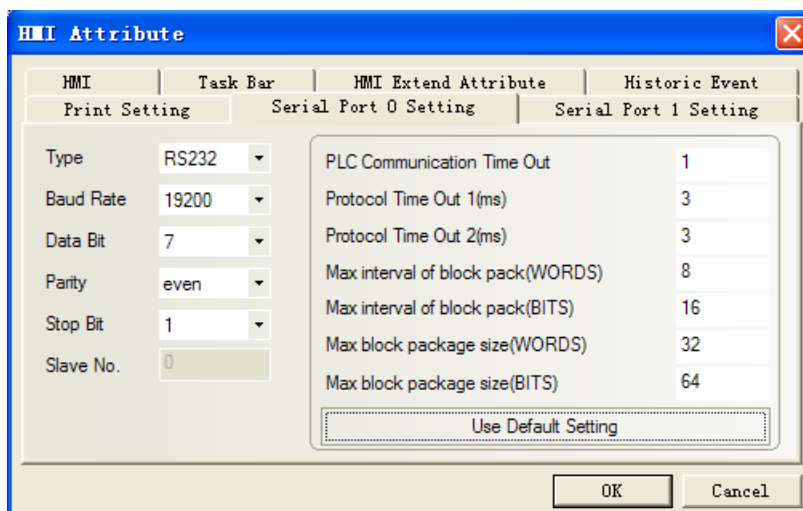 HMI Attribute
HMI Task Bar HMI Extend Attribute Historic Event
Print Setting Serial Port 0 Setting Serial Port 1 Setting
Type RS232
Baud Rate 19200
Data Bit 7
Parity even
Stop Bit 1
Slave No. 0
PLC Communication Time Out 1
Protocol Time Out 1(ms) 3
Protocol Time Out 2(ms) 3
Max interval of block pack(WORDS) 8
Max interval of block pack(BITS) 16
Max block package size(WORDS) 32
Max block package size(BITS) 64
Use Default Setting
OK Cancel